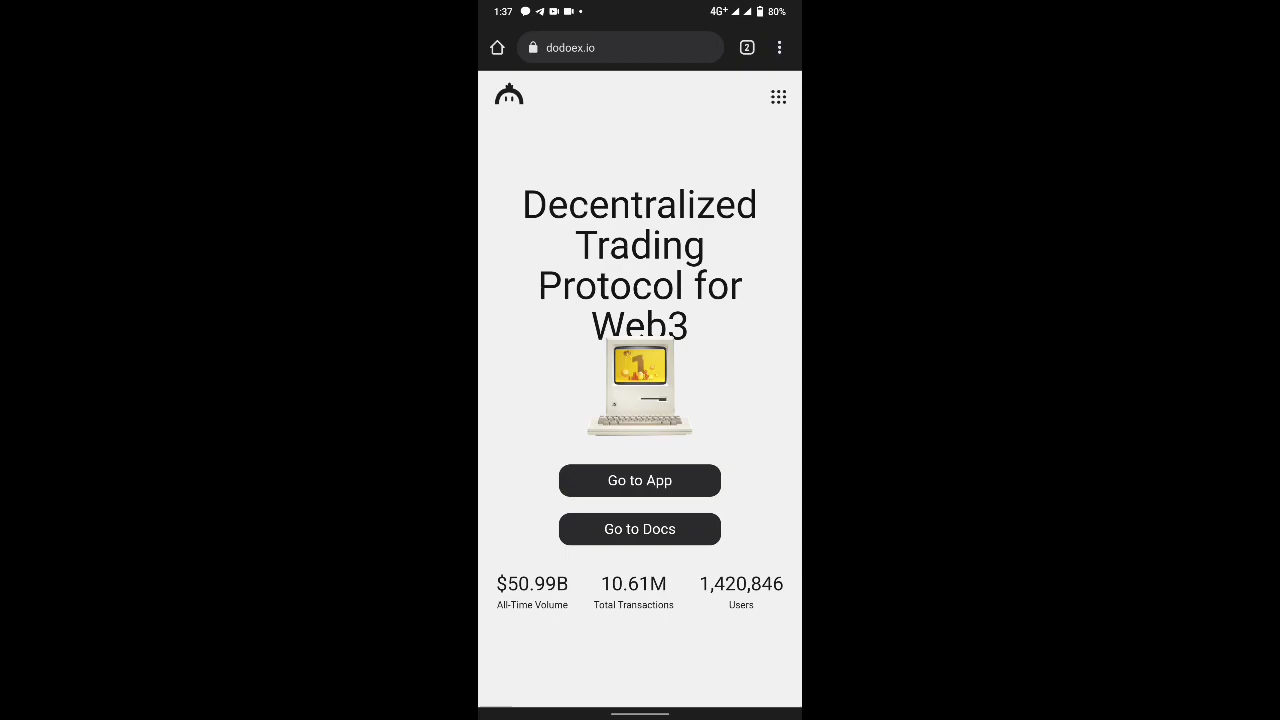 1:37 4G+ 80%
dodoex.io 2
Decentralized
Trading
Protocol for
Web3
Go to App
Go to Docs
$50.99B 10.61M 1,420,846
All-Time Volume Total Transactions Users